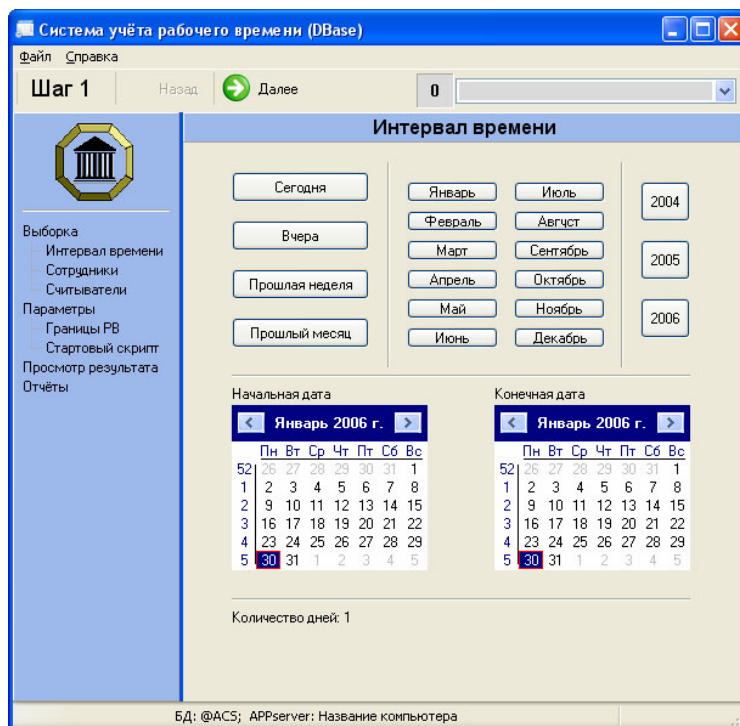 Система учёта рабочего времени (DBase)
Файл Справка
Шаг 1 Назад Далее 0
Интервал времени
Выборка
Интервал времени
Сотрудники
Считыватели
Параметры
Границы РВ
Стартовый скрипт
Просмотр результата
Отчёты
Сегодня
Вчера
Прошлая неделя
Прошлый месяц
Январь Июль
Февраль Август
Март Сентябрь
Апрель Октябрь
Май Ноябрь
Июнь Декабрь
2004
2005
2006
Начальная дата
Январь 2006 г.
Пн Вт Ср Чт Пт Сб Вс
52 26 27 28 29 30 31 1
1 2 3 4 5 6 7 8
2 9 10 11 12 13 14 15
3 16 17 18 19 20 21 22
4 23 24 25 26 27 28 29
5 30 31 1 2 3 4 5
Конечная дата
Январь 2006 г.
Пн Вт Ср Чт Пт Сб Вс
52 26 27 28 29 30 31 1
1 2 3 4 5 6 7 8
2 9 10 11 12 13 14 15
3 16 17 18 19 20 21 22
4 23 24 25 26 27 28 29
5 30 31 1 2 3 4 5
Количество дней: 1
БД: @ACS; APPserver: Название компьютера